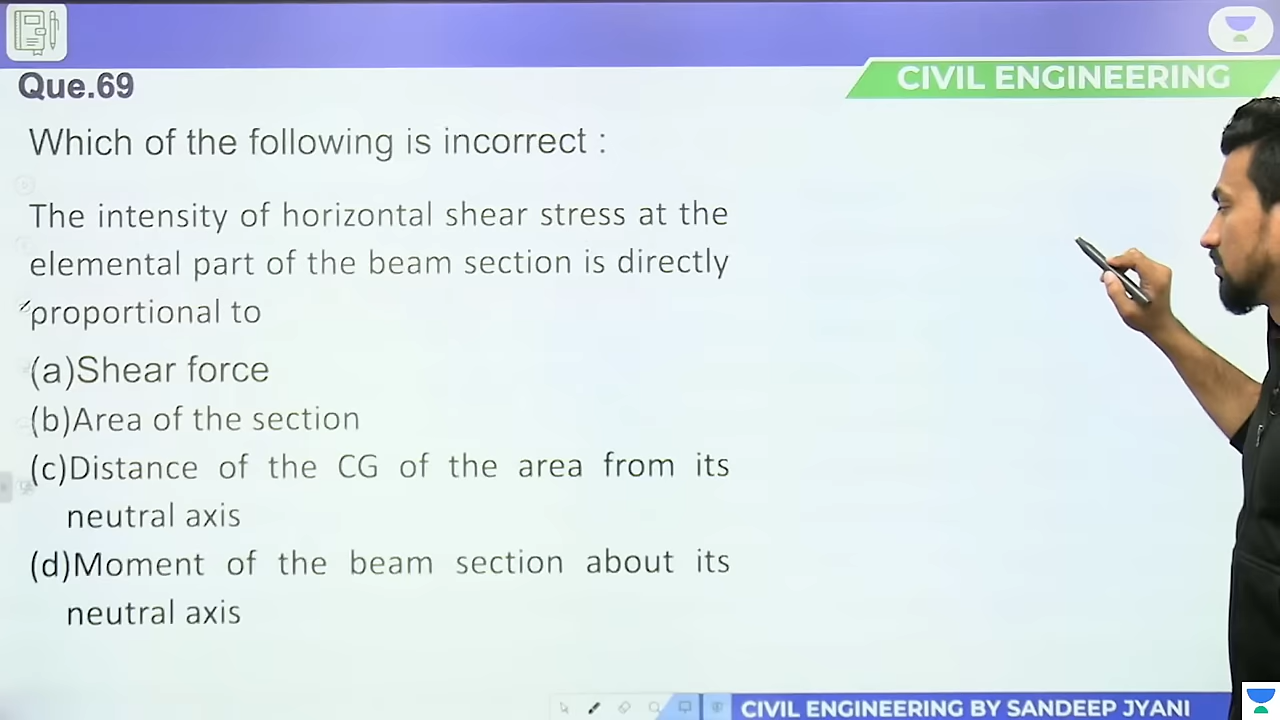 Que.69
CIVIL ENGINEERING
Which of the following is incorrect :
The intensity of horizontal shear stress at the
elemental part of the beam section is directly
proportional to
(a)Shear force
(b)Area of the section
(c)Distance of the CG of the area from its
neutral axis
(d)Moment of the beam section about its
neutral axis
CIVIL ENGINEERING BY SANDEEP JYANI